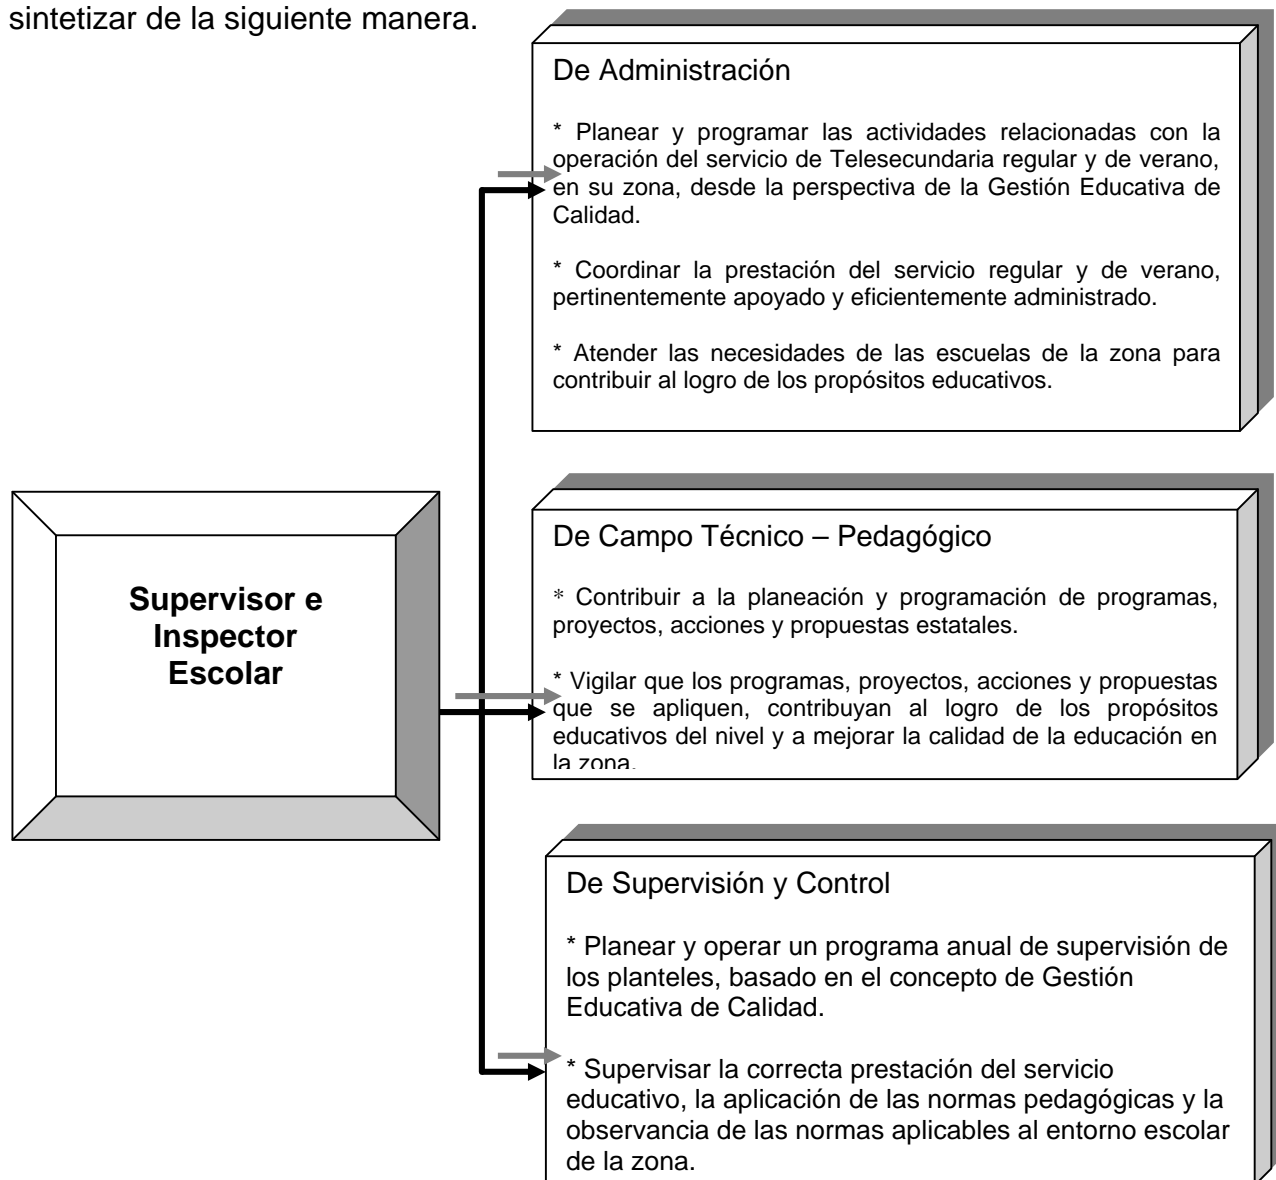 sintetizar de la siguiente manera.
De Administración
* Planear y programar las actividades relacionadas con la
operación del servicio de Telesecundaria regular y de verano,
en su zona, desde la perspectiva de la Gestión Educativa de
Calidad.
* Coordinar la prestación del servicio regular y de verano,
pertinentemente apoyado y eficientemente administrado.
* Atender las necesidades de las escuelas de la zona para
contribuir al logro de los propósitos educativos.
Supervisor e
Inspector
Escolar
De Campo Técnico – Pedagógico
* Contribuir a la planeación y programación de programas,
proyectos, acciones y propuestas estatales.
* Vigilar que los programas, proyectos, acciones y propuestas
que se apliquen, contribuyan al logro de los propósitos
educativos del nivel y a mejorar la calidad de la educación en
la zona.
De Supervisión y Control
* Planear y operar un programa anual de supervisión de
los planteles, basado en el concepto de Gestión
Educativa de Calidad.
* Supervisar la correcta prestación del servicio
educativo, la aplicación de las normas pedagógicas y la
observancia de las normas aplicables al entorno escolar
de la zona.